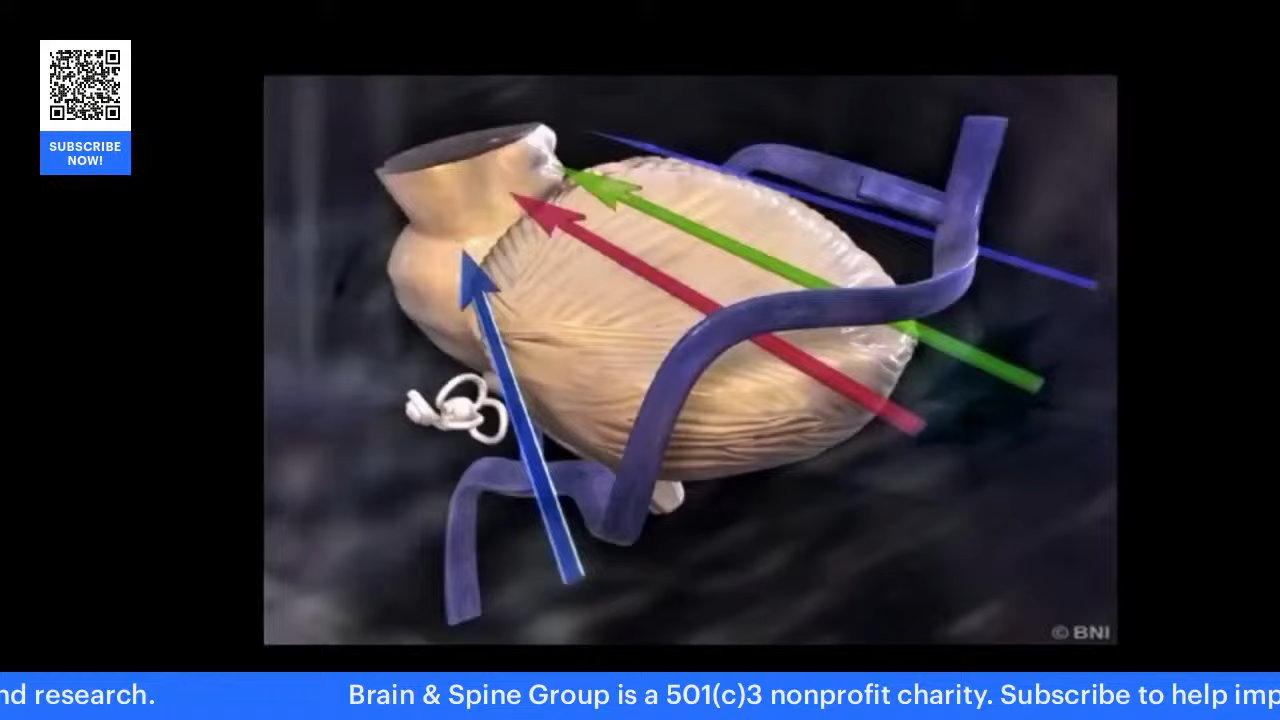 SUBSCRIBE
NOW!
© BNI
nd research. Brain & Spine Group is a 501(c)3 nonprofit charity. Subscribe to help imp